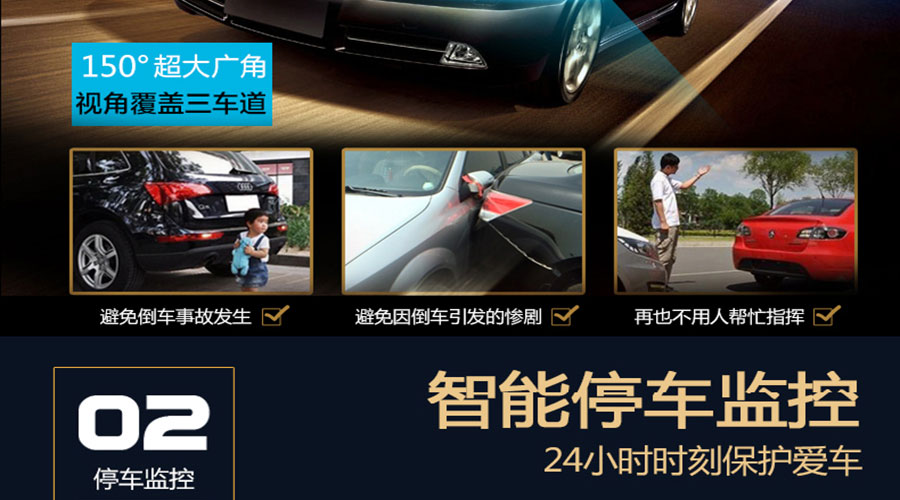 150°超大广角
视角覆盖三车道
避免倒车事故发生
避免因倒车引发的惨剧
再也不用人帮忙指挥
02
停车监控
智能停车监控
24小时时刻保护爱车